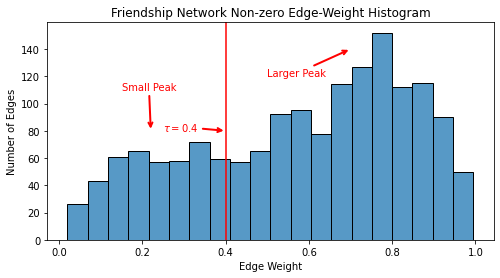 Friendship Network Non-zero Edge-Weight Histogram
140
120
100
80
60
40
20
0
Number of Edges
Small Peak
τ = 0.4
Larger Peak
0.0 0.2 0.4 0.6 0.8 1.0
Edge Weight